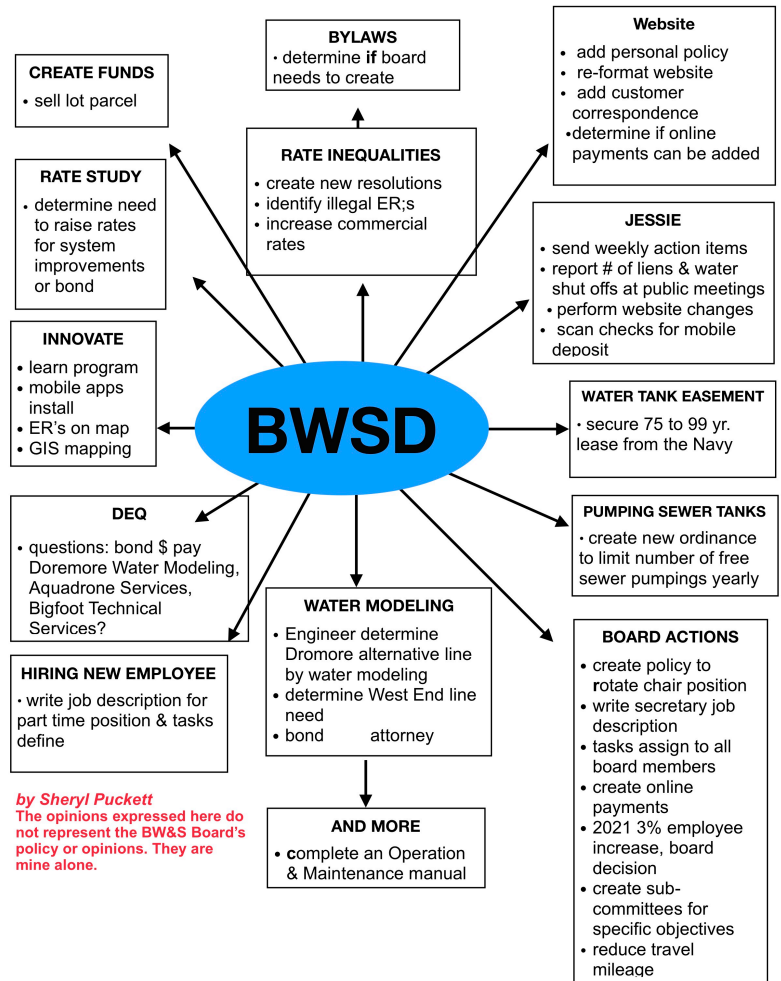 BYLAWS
· determine if board
needs to create
Website
• add personal policy
• re-format website
• add customer
correspondence
•determine if online
payments can be added
CREATE FUNDS
• sell lot parcel
RATE INEQUALITIES
• create new resolutions
• identify illegal ER;s
• increase commercial
rates
RATE STUDY
• determine need
to raise rates
for system
improvements
or bond
JESSIE
• send weekly action items
• report # of liens & water
shut offs at public meetings
• perform website changes
• scan checks for mobile
deposit
INNOVATE
• learn program
• mobile apps
install
• ER's on map
• GIS mapping
BWSD
WATER TANK EASEMENT
· secure 75 to 99 yr.
lease from the Navy
DEQ
• questions: bond $ pay
Doremore Water Modeling,
Aquadrone Services,
Bigfoot Technical
Services?
PUMPING SEWER TANKS
· create new ordinance
to limit number of free
sewer pumpings yearly
WATER MODELING
• Engineer determine
Dromore alternative line
by water modeling
• determine West End line
need
• bond attorney
HIRING NEW EMPLOYEE
· write job description for
part time position & tasks
define
BOARD ACTIONS
• create policy to
rotate chair position
• write secretary job
description
• tasks assign to all
board members
• create online
payments
• 2021 3% employee
increase, board
decision
• create sub-
committees for
specific objectives
• reduce travel
mileage
by Sheryl Puckett
The opinions expressed here do
not represent the BW&S Board's
policy or opinions. They are
mine alone.
AND MORE
• complete an Operation
& Maintenance manual